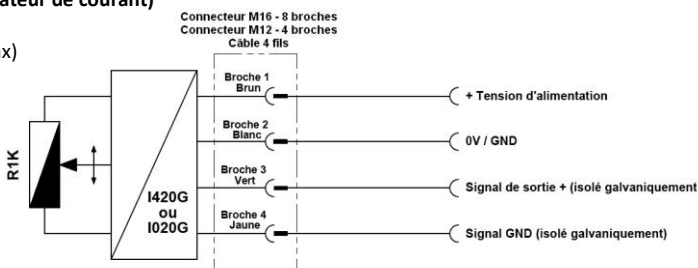 ateur de courant)
x)
Connecteur M16 - 8 broches
Connecteur M12 - 4 broches
Câble 4 fils
R1K
I420G
ou
I020G
Broche 1
Brun
+ Tension d'alimentation
Broche 2
Blanc
0V / GND
Broche 3
Vert
Signal de sortie + (isolé galvaniquement
Broche 4
Jaune
Signal GND (isolé galvaniquement)